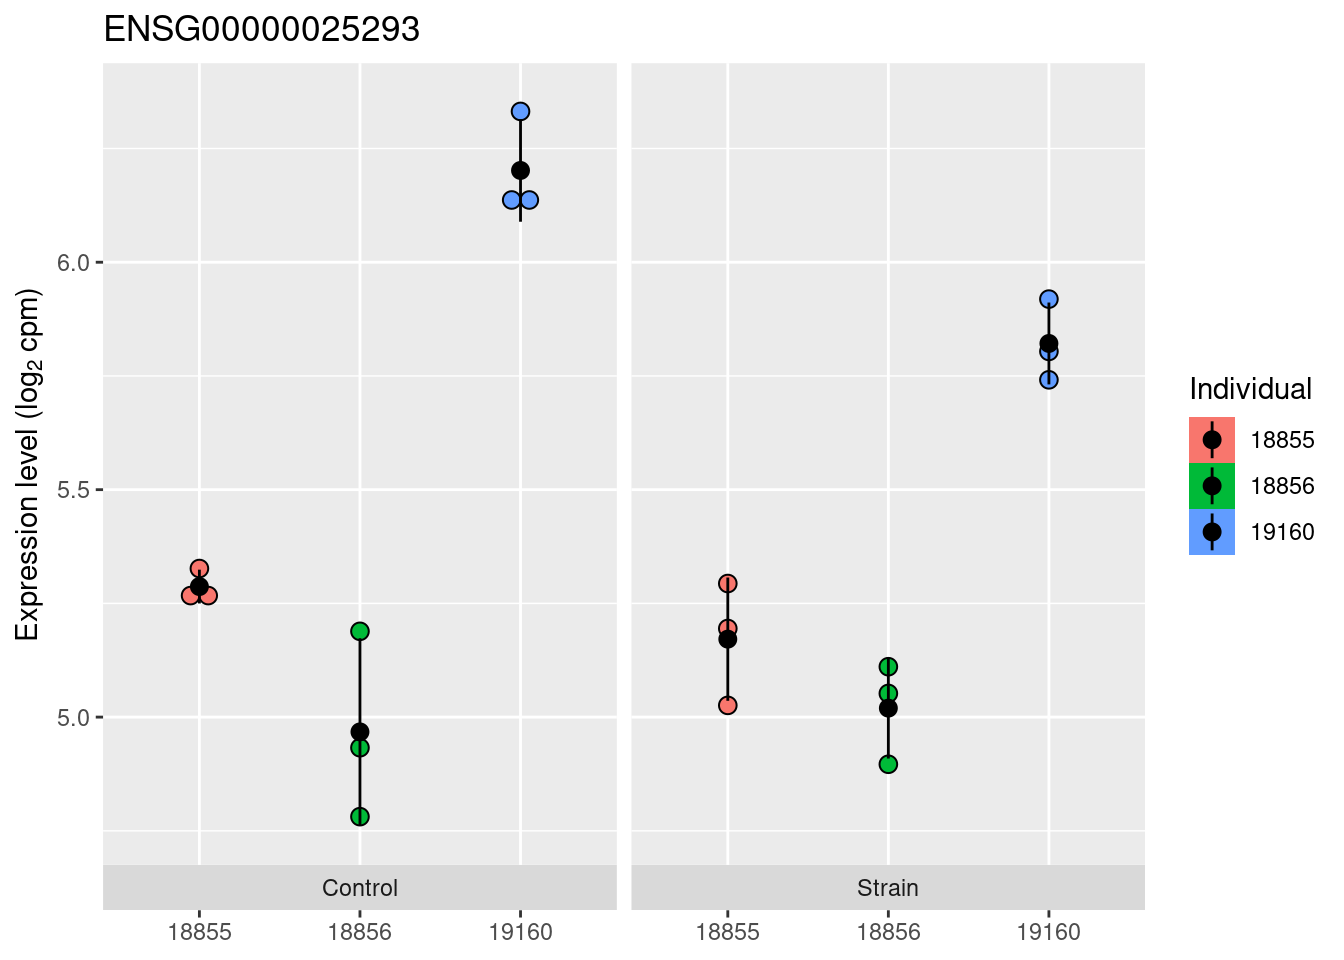 ENSG00000025293
Expression level (log₂ cpm)
6.0
5.5
5.0
Control
Strain
18855
18856
19160
18855
18856
19160
Individual
18855
18856
19160